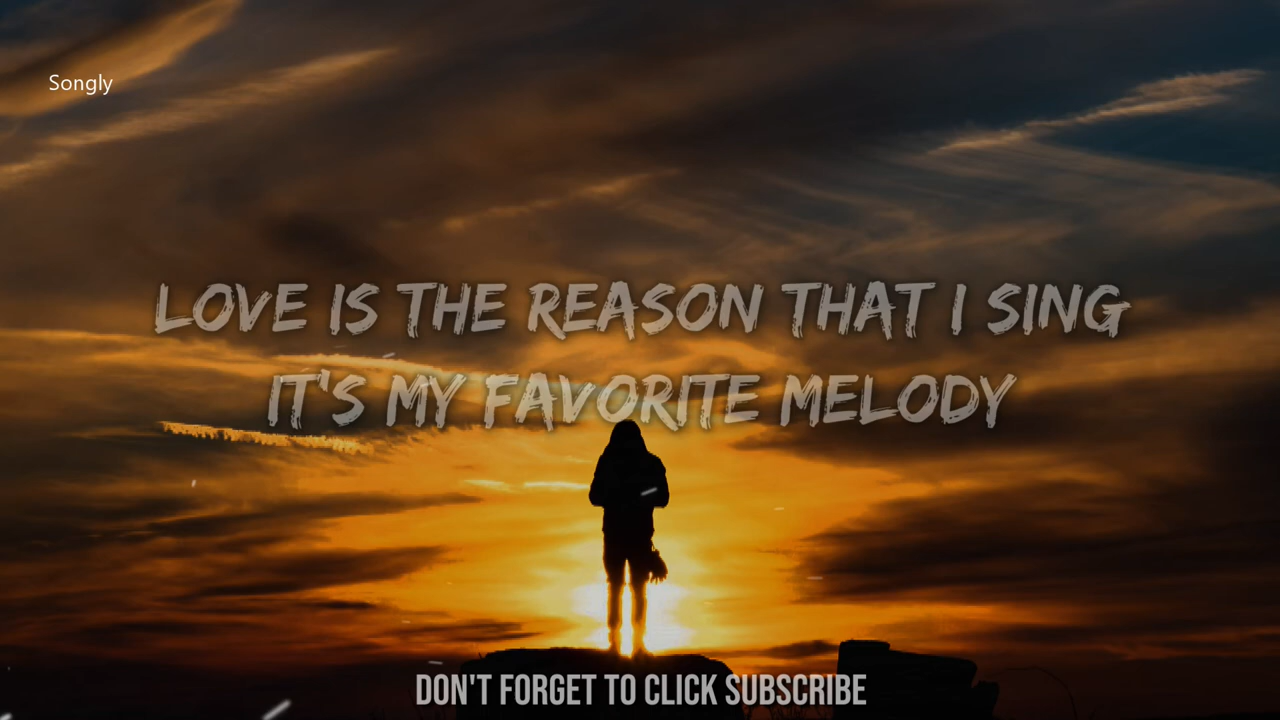 Songly
LOVE IS THE REASON THAT I SING
IT'S MY FAVORITE MELODY
DON'T FORGET TO CLICK SUBSCRIBE